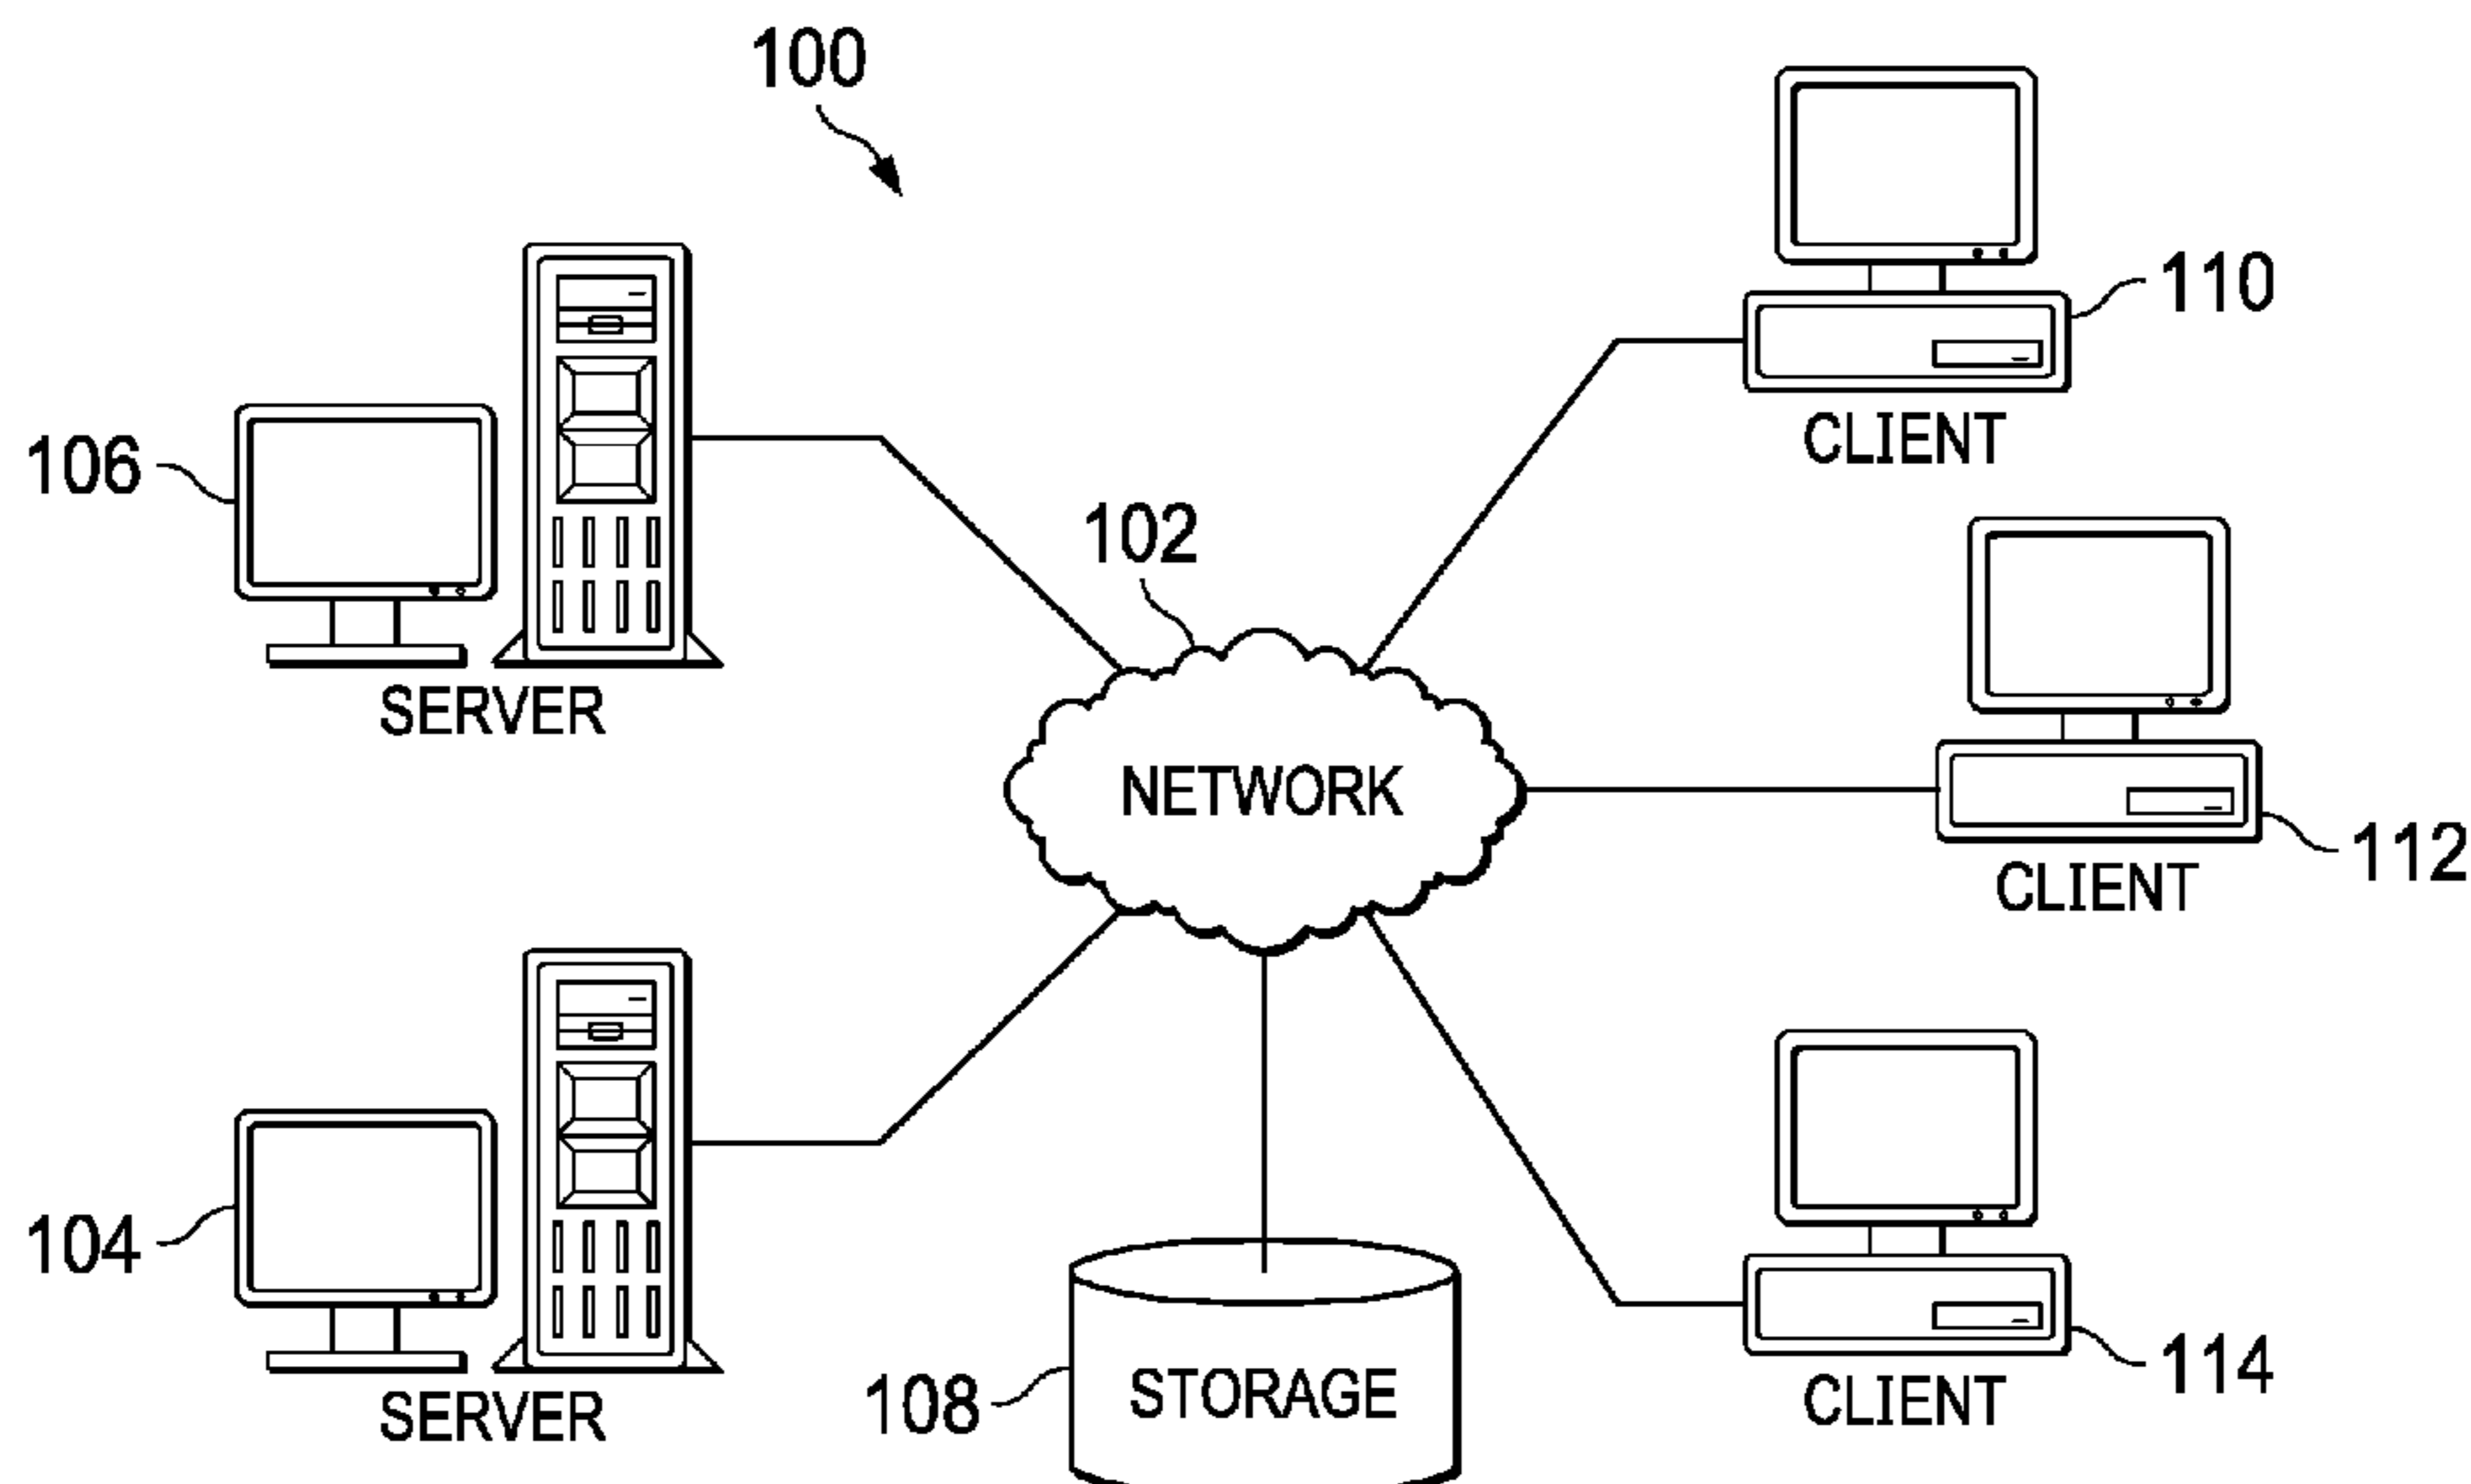 100
110
CLIENT
106
SERVER
102
NETWORK
112
CLIENT
104
SERVER
108
STORAGE
114
CLIENT